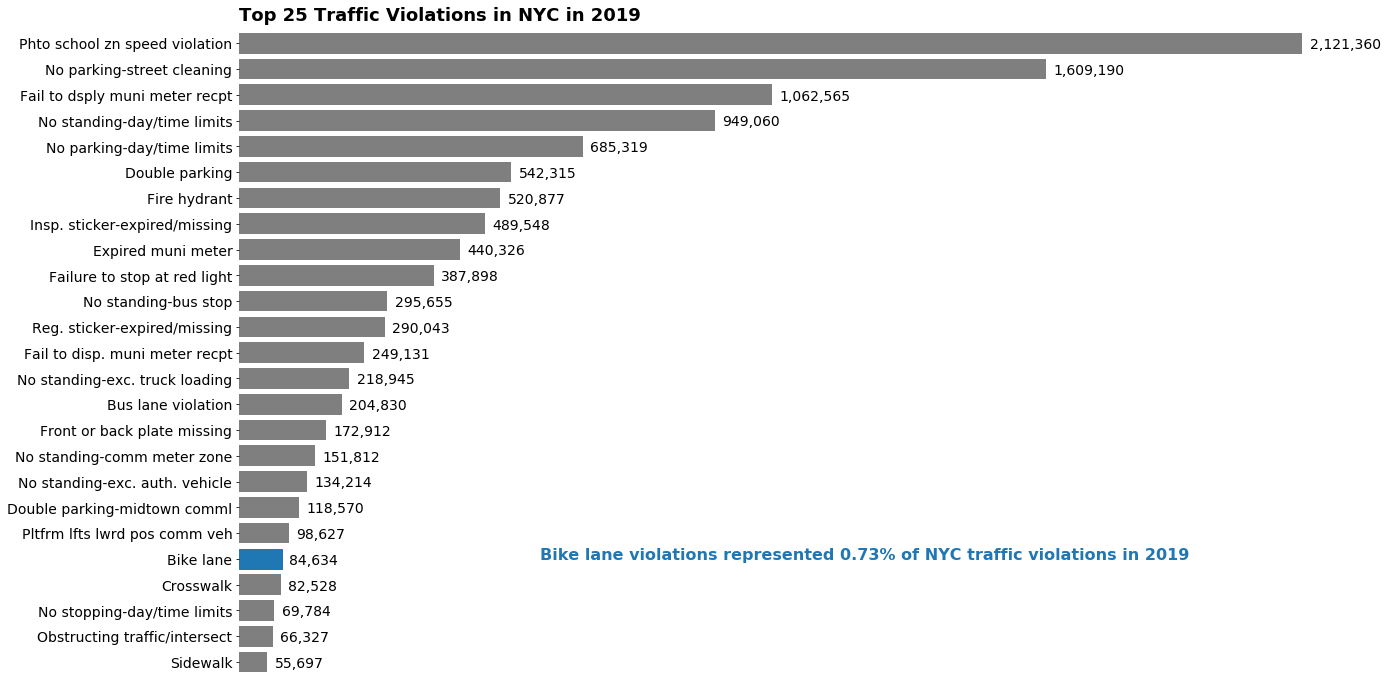 Top 25 Traffic Violations in NYC in 2019
Phto school zn speed violation 2,121,360
No parking-street cleaning 1,609,190
Fail to dsply muni meter recpt 1,062,565
No standing-day/time limits 949,060
No parking-day/time limits 685,319
Double parking 542,315
Fire hydrant 520,877
Insp. sticker-expired/missing 489,548
Expired muni meter 440,326
Failure to stop at red light 387,898
No standing-bus stop 295,655
Reg. sticker-expired/missing 290,043
Fail to disp. muni meter recpt 249,131
No standing-exc. truck loading 218,945
Bus lane violation 204,830
Front or back plate missing 172,912
No standing-comm meter zone 151,812
No standing-exc. auth. vehicle 134,214
Double parking-midtown comml 118,570
Pltfrm lfts lwrd pos comm veh 98,627
Bike lane 84,634 Bike lane violations represented 0.73% of NYC traffic violations in 2019
Crosswalk 82,528
No stopping-day/time limits 69,784
Obstructing traffic/intersect 66,327
Sidewalk 55,697